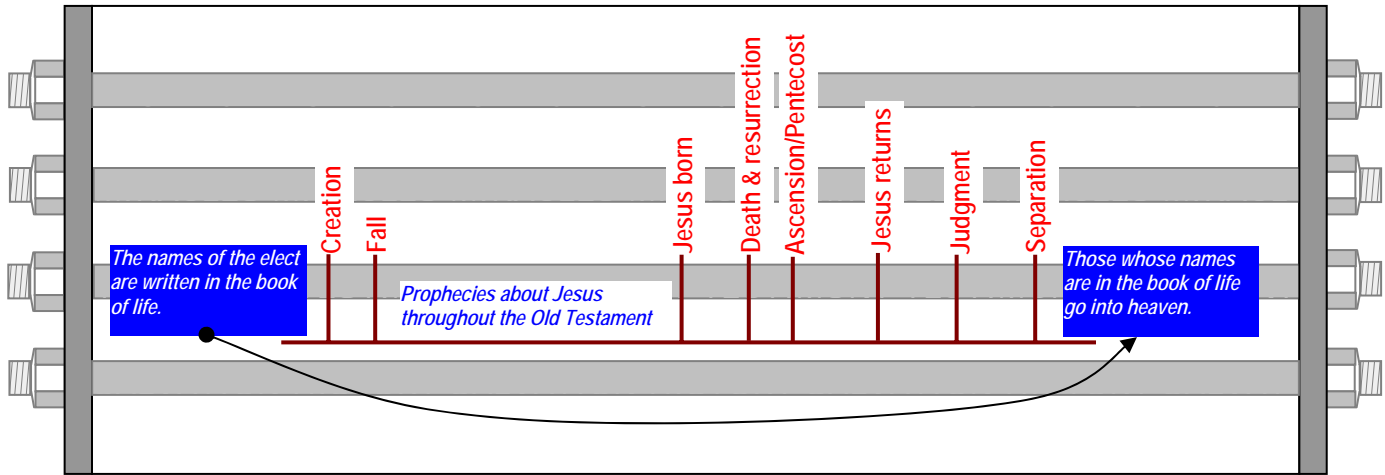 Creation
Fall
Jesus born
Death & resurrection
Ascension/Pentecost
Jesus returns
Judgment
Separation
The names of the elect
are written in the book
of life.
Prophecies about Jesus
throughout the Old Testament
Those whose names
are in the book of life
go into heaven.